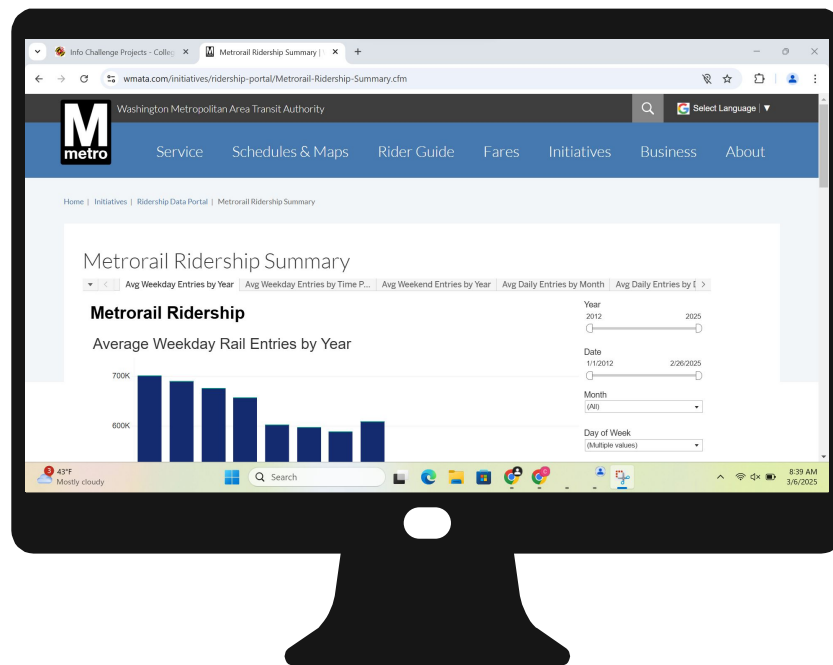 Info Challenge Projects - Colleg
Metrorail Ridership Summary |
wmata.com/initiatives/ridership-portal/Metrorail-Ridership-Summary.cfm
M
metro
Washington Metropolitan Area Transit Authority
G Select Language ▼
Service Schedules & Maps Rider Guide Fares Initiatives Business About
Home | Initiatives | Ridership Data Portal | Metrorail Ridership Summary
Metrorail Ridership Summary
Avg Weekday Entries by Year Avg Weekday Entries by Time P... Avg Weekend Entries by Year Avg Daily Entries by Month Avg Daily Entries by
Metrorail Ridership
Average Weekday Rail Entries by Year
700K
600K
Year
2012 2025
Date
1/1/2012 2/26/2025
Month
(All)
Day of Week
(Multiple values)
3
43°F
Mostly cloudy
Search
8:39 AM
3/6/2025